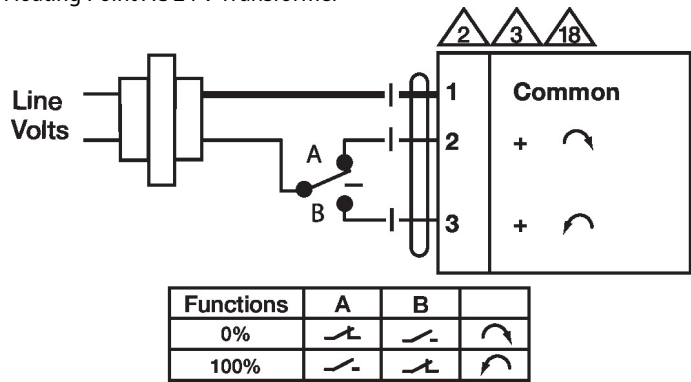 Floating Point AC 24 V Transformer
2 3 18
Line
Volts
1 Common
A
2 +
B
3 +
Functions A B
0%
100%